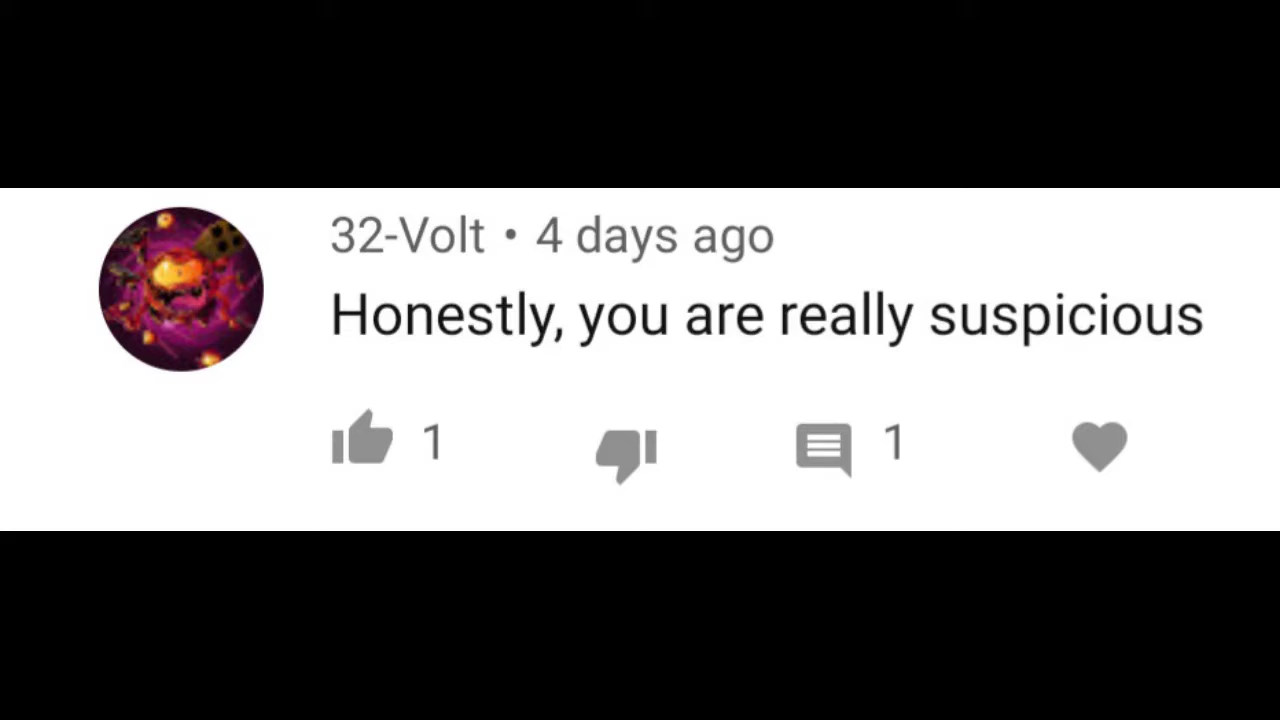 32-Volt • 4 days ago
Honestly, you are really suspicious
1 1